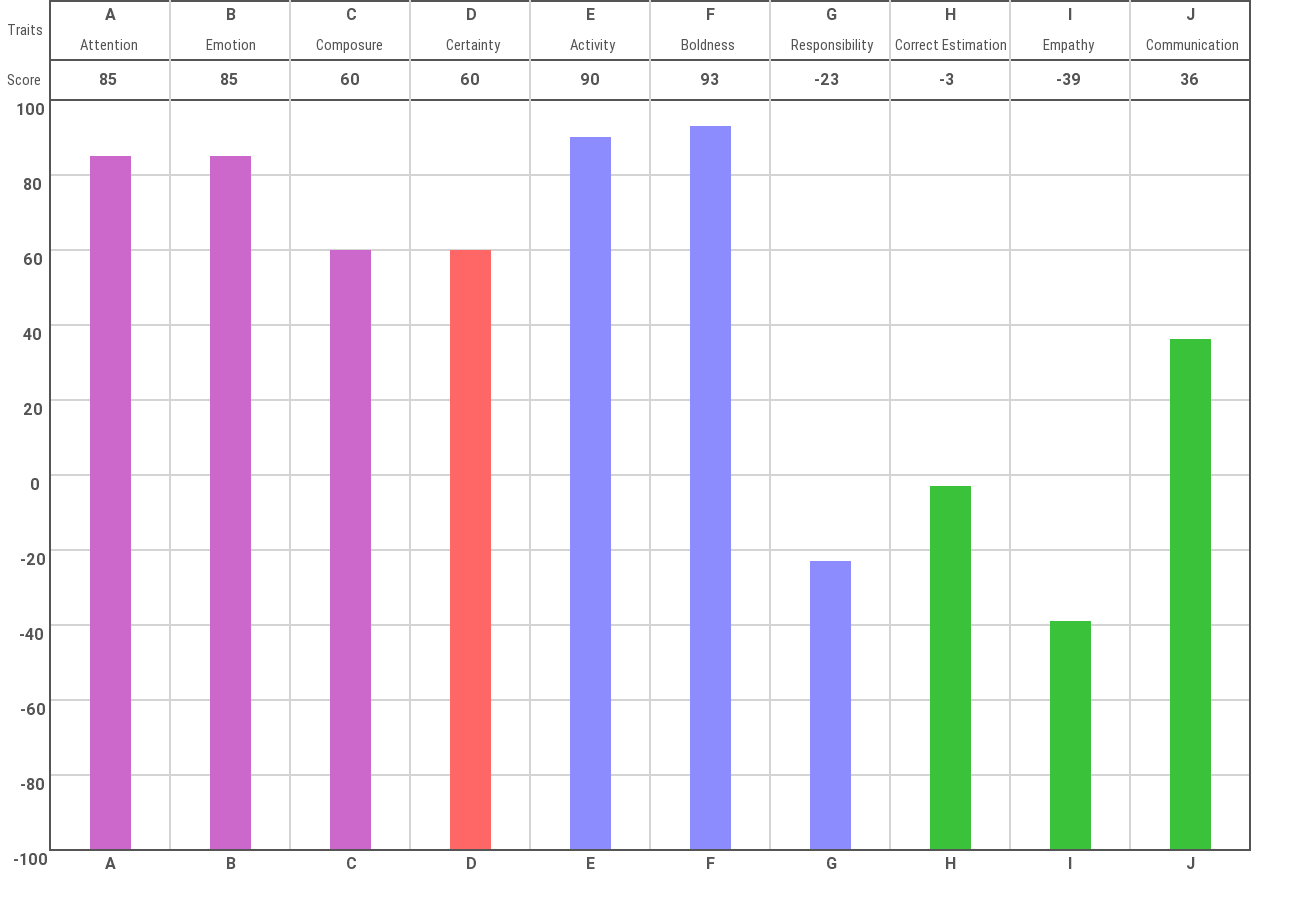 Traits A B C D E F G H I J
Attention Emotion Composure Certainty Activity Boldness Responsibility Correct Estimation Empathy Communication
Score 85 85 60 60 90 93 -23 -3 -39 36
100
80
60
40
20
0
-20
-40
-60
-80
-100
A B C D E F G H I J